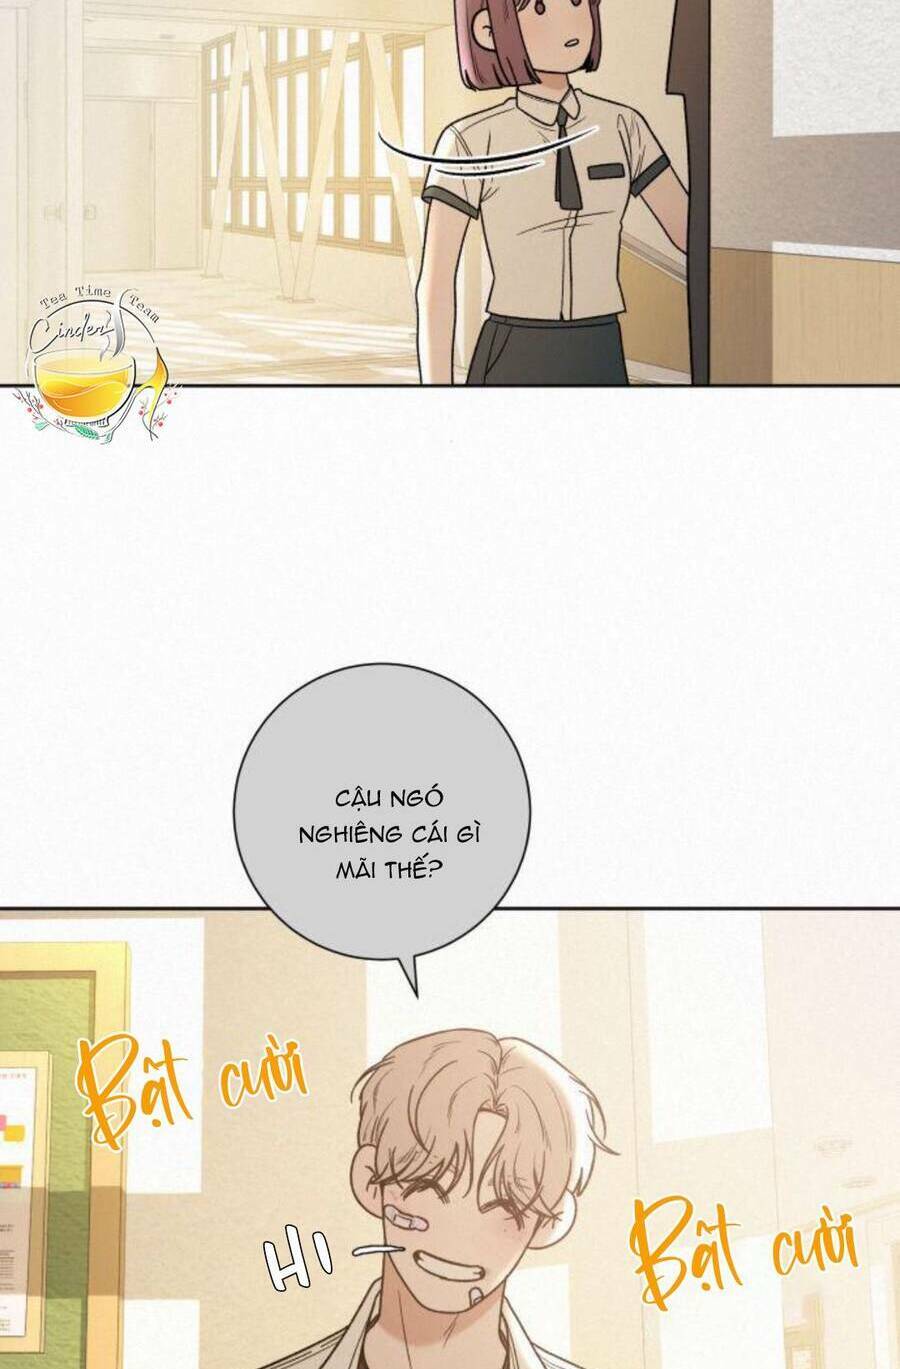 Tea Time Team
Cinder
CẬU NGÓ
NGHIÊNG CÁI GÌ
MÃI THẾ?
Bật cười
HI
Bật cười